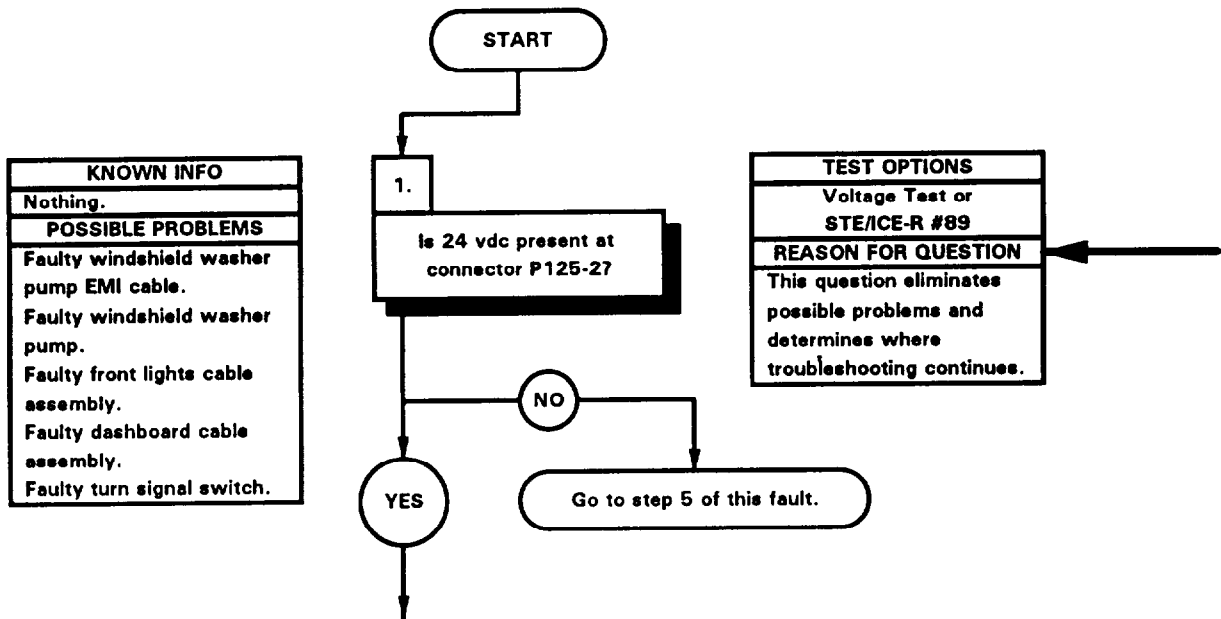 START
KNOWN INFO
Nothing.
POSSIBLE PROBLEMS
Faulty windshield washer
pump EMI cable.
Faulty windshield washer
pump.
Faulty front lights cable
assembly.
Faulty dashboard cable
assembly.
Faulty turn signal switch.
1.
Is 24 vdc present at
connector P125-2?
TEST OPTIONS
Voltage Test or
STE/ICE-R #89
REASON FOR QUESTION
This question eliminates
possible problems and
determines where
troubleshooting continues.
NO
YES
Go to step 5 of this fault.